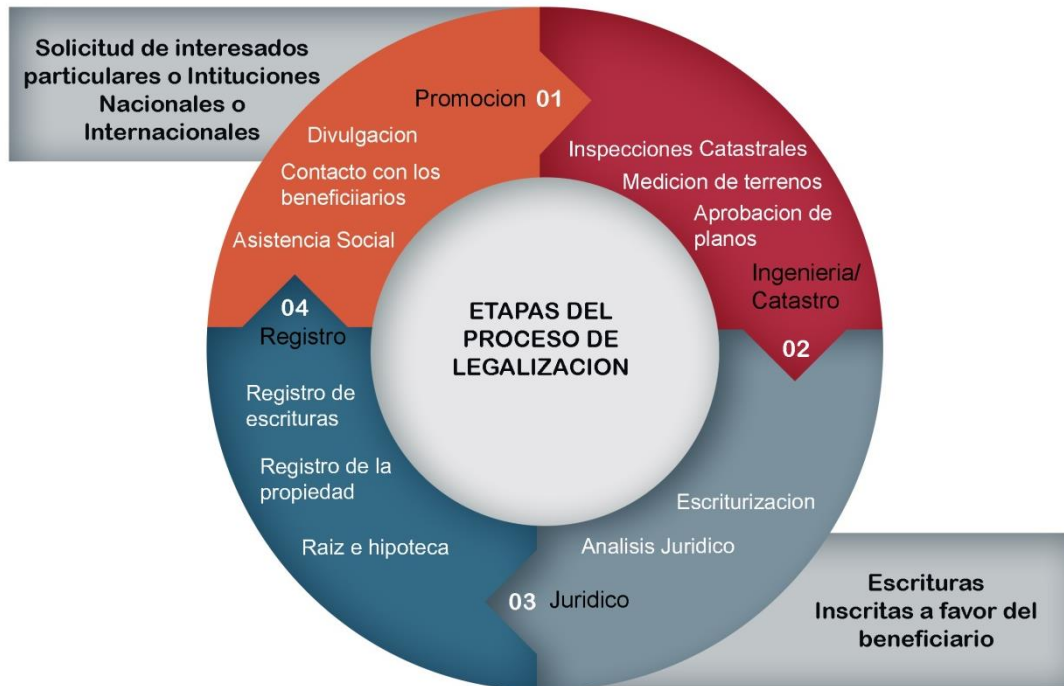 Solicitud de interesados
particulares o Intituciones
Nacionales o
Internacionales
Promocion 01
Divulgacion
Contacto con los
beneficiiarios
Asistencia Social
Inspecciones Catastrales
Medicion de terrenos
Aprobacion de
planos
Ingenieria/
Catastro
02
ETAPAS DEL
PROCESO DE
LEGALIZACION
Escriturizacion
Analisis Juridico
03 Juridico
04
Registro
Registro de
escrituras
Registro de la
propiedad
Raiz e hipoteca
Escrituras
Inscritas a favor del
beneficiario